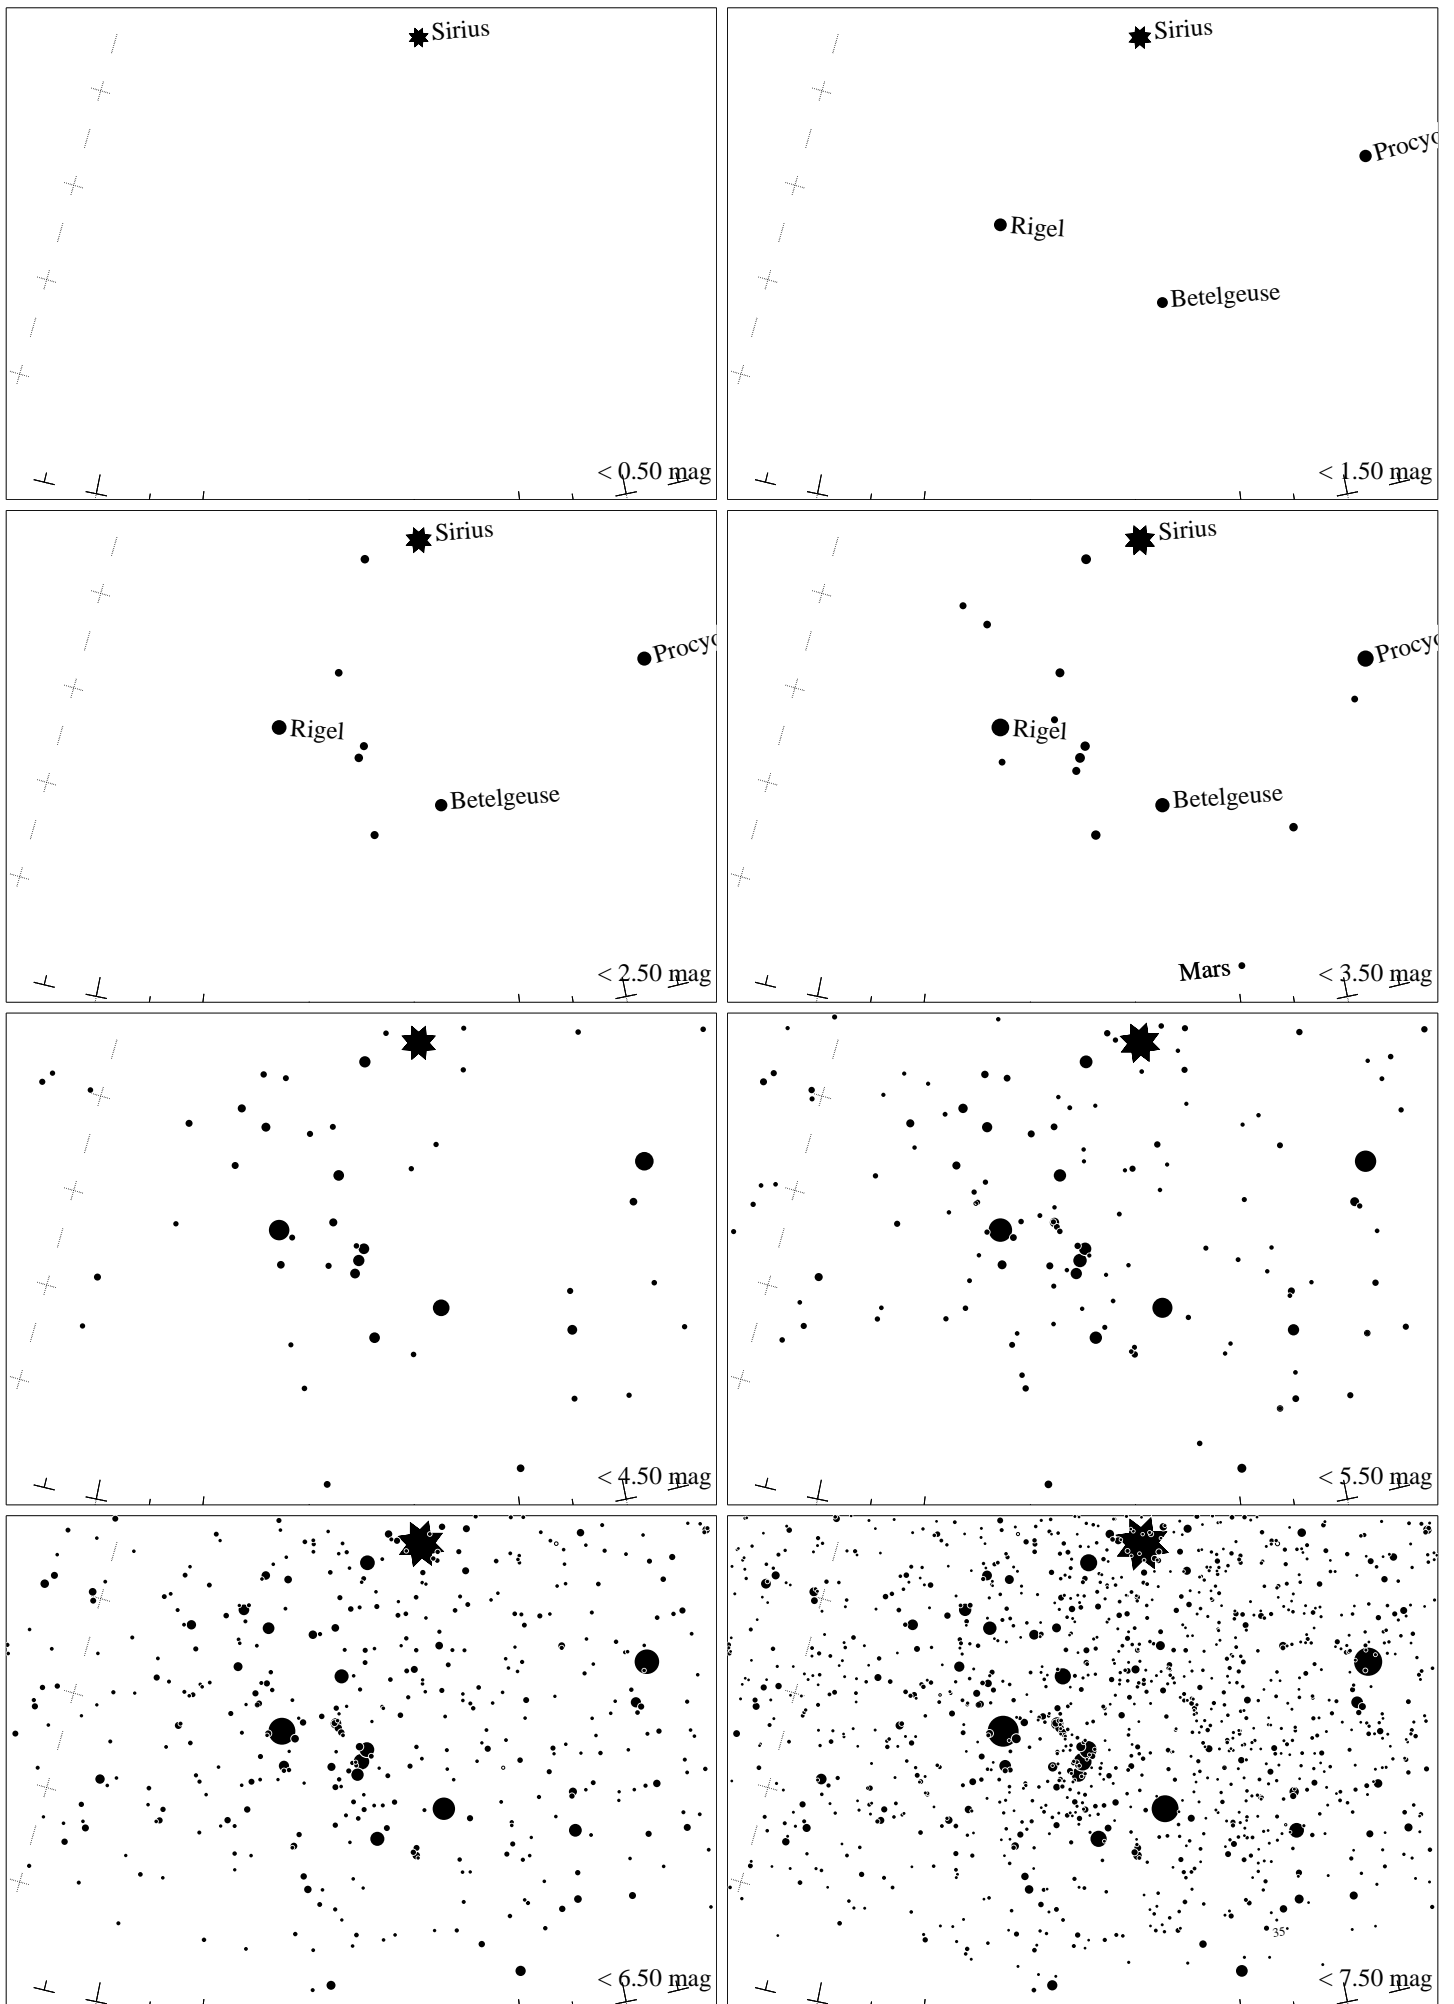 Sirius
< 0.50 mag
Sirius
Procyo
Rigel
Betelgeuse
< 1.50 mag
Sirius
Procyo
Rigel
Betelgeuse
< 2.50 mag
Sirius
Procyo
Rigel
Betelgeuse
Mars
< 3.50 mag
< 4.50 mag
< 5.50 mag
< 6.50 mag
35
< 7.50 mag